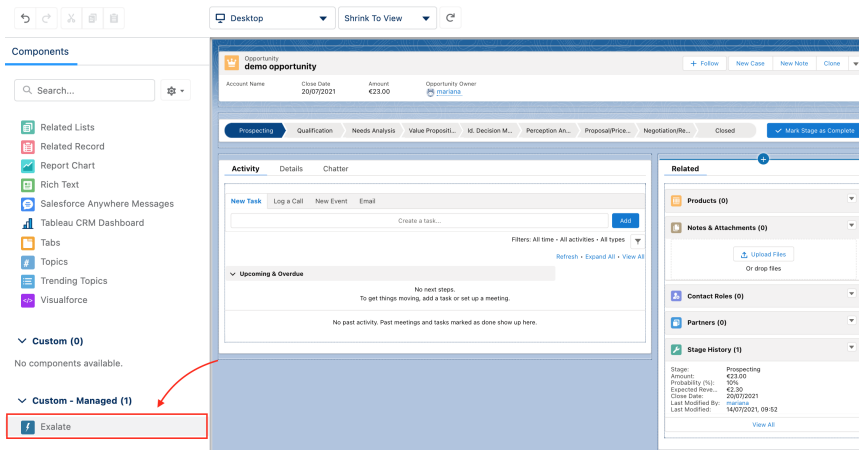 Desktop
Shrink To View
Components
Search...
Related Lists
Related Record
Report Chart
Rich Text
Salesforce Anywhere Messages
Tableau CRM Dashboard
Tabs
Topics
Trending Topics
Visualforce
Custom (0)
No components available.
Custom - Managed (1)
Exalate
Opportunity
demo opportunity
+ Follow
New Case
New Note
Clone
Account Name
Close Date
20/07/2021
Amount
€23.00
Opportunity Owner
mariana
Prospecting
Qualification
Needs Analysis
Value Propositi...
Id. Decision M...
Perception An...
Proposal/Price...
Negotiation/Re...
Closed
Mark Stage as Complete
Activity
Details
Chatter
New Task
Log a Call
New Event
Email
Create a task...
Add
Filters: All time • All activities • All types
Refresh • Expand All • View All
Upcoming & Overdue
No next steps.
To get things moving, add a task or set up a meeting.
No past activity. Past meetings and tasks marked as done show up here.
Related
Products (0)
Notes & Attachments (0)
Upload Files
Or drop files
Contact Roles (0)
Partners (0)
Stage History (1)
Stage: Prospecting
Amount: €23.00
Probability (%): 10%
Expected Reve... €2.30
Close Date: 20/07/2021
Last Modified By: mariana
Last Modified: 14/07/2021, 09:52
View All